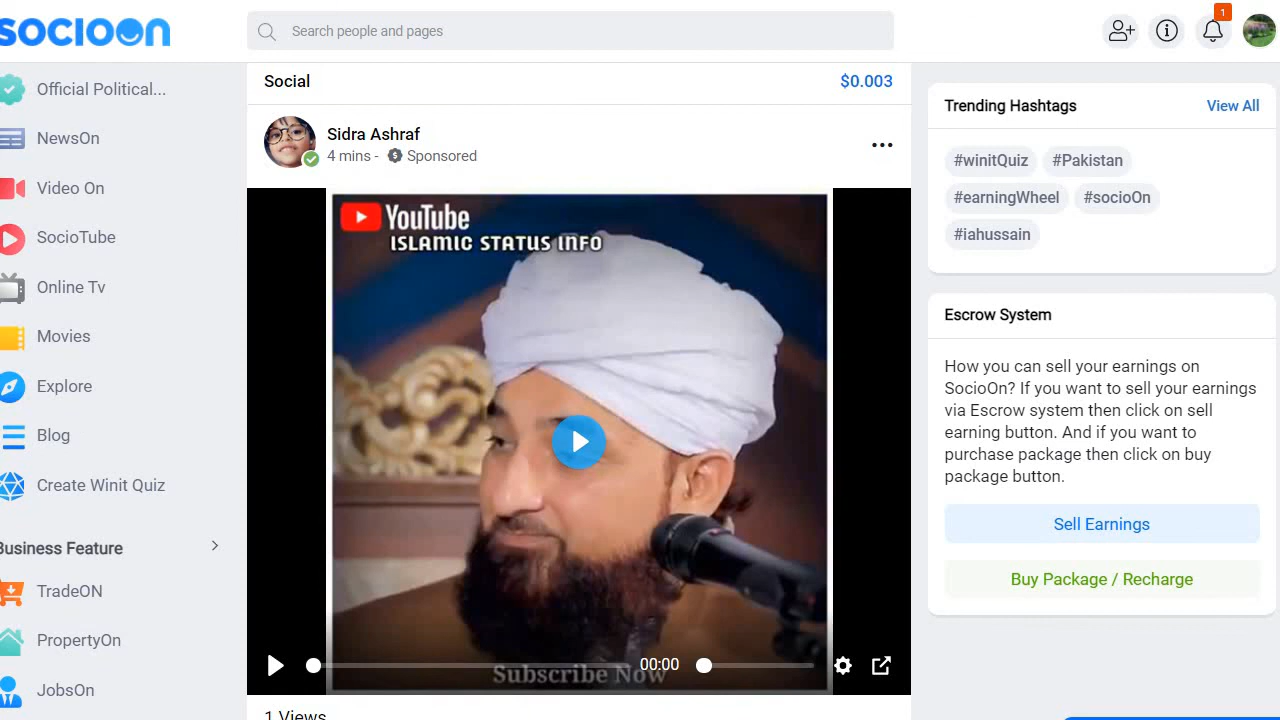 socioon
Search people and pages
1
Official Political...
NewsOn
Video On
SocioTube
Online Tv
Movies
Explore
Blog
Create Winit Quiz
Business Feature
TradeON
PropertyOn
JobsOn
Social
$0.003
Sidra Ashraf
4 mins - Sponsored
YouTube
ISLAMIC STATUS INFO
00:00
Subscribe Now
1 Views
Trending Hashtags
View All
#winitQuiz #Pakistan
#earningWheel #socioOn
#iahussain
Escrow System
How you can sell your earnings on
SocioOn? If you want to sell your earnings
via Escrow system then click on sell
earning button. And if you want to
purchase package then click on buy
package button.
Sell Earnings
Buy Package / Recharge